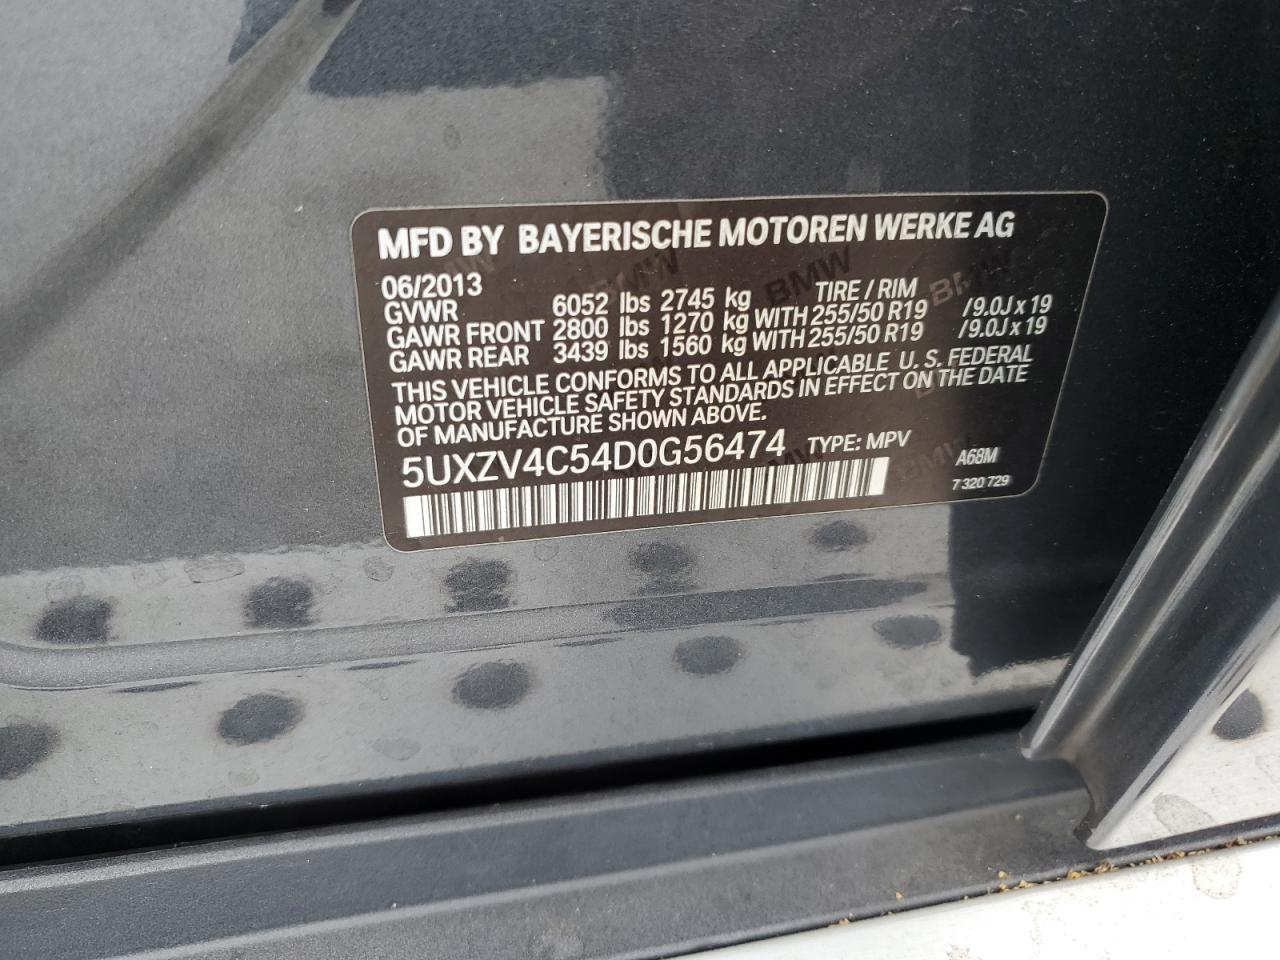 MFD BY BAYERISCHE MOTOREN WERKE AG
06/2013 TIRE / RIM
GVWR 6052 lbs 2745 kg
GAWR FRONT 2800 lbs 1270 kg WITH 255/50 R19 /9.0J x 19
GAWR REAR 3439 lbs 1560 kg WITH 255/50 R19 /9.0J x 19
THIS VEHICLE CONFORMS TO ALL APPLICABLE U. S. FEDERAL
MOTOR VEHICLE SAFETY STANDARDS IN EFFECT ON THE DATE
OF MANUFACTURE SHOWN ABOVE.
5UXZV4C54D0G56474 TYPE: MPV
A68M
7 320 729